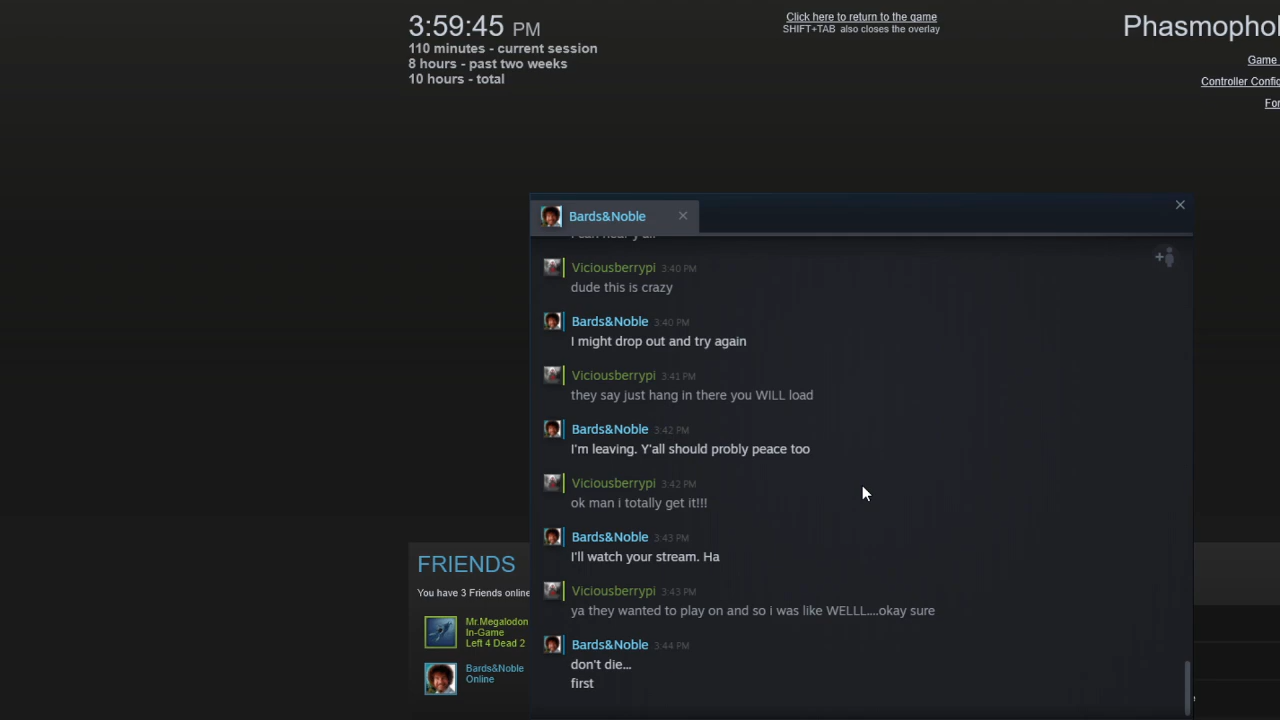 3:59:45 PM
110 minutes - current session
8 hours - past two weeks
10 hours - total
Click here to return to the game
SHIFT+TAB also closes the overlay
Phasmophol
Game
Controller Config
For
Bards&Noble
Viciousberrypi 3:40 PM
dude this is crazy
Bards&Noble 3:40 PM
I might drop out and try again
Viciousberrypi 3:41 PM
they say just hang in there you WILL load
Bards&Noble 3:42 PM
I'm leaving. Y'all should probly peace too
Viciousberrypi 3:42 PM
ok man i totally get it!!!
Bards&Noble 3:43 PM
I'll watch your stream. Ha
Viciousberrypi 3:43 PM
ya they wanted to play on and so i was like WELLL....okay sure
Bards&Noble 3:44 PM
don't die...
first
FRIENDS
You have 3 Friends online
Mr.Megalodon
In-Game
Left 4 Dead 2
Bards&Noble
Online